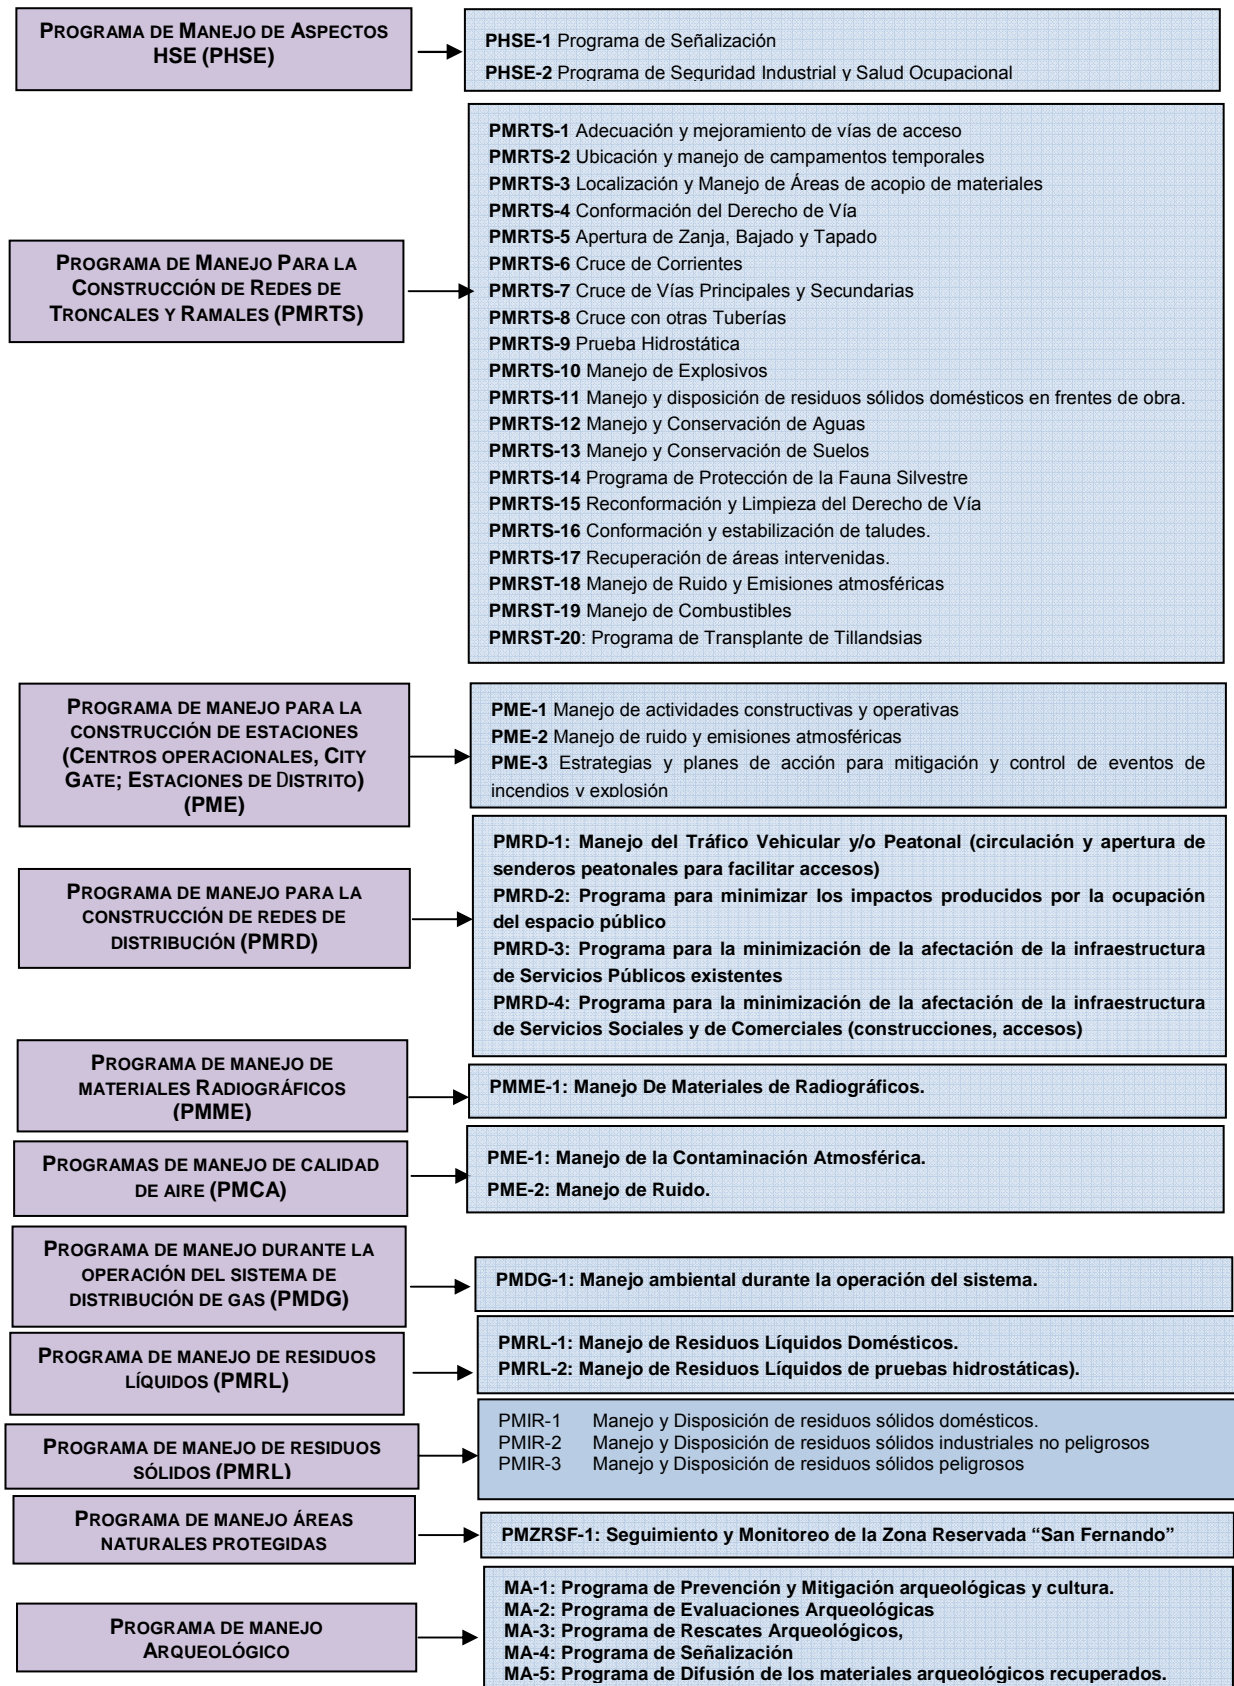 PROGRAMA DE MANEJO DE ASPECTOS
HSE (PHSE)
PHSE-1 Programa de Señalización
PHSE-2 Programa de Seguridad Industrial y Salud Ocupacional
PROGRAMA DE MANEJO PARA LA
CONSTRUCCIÓN DE REDES DE
TRONCALES Y RAMALES (PMRTS)
PMRTS-1 Adecuación y mejoramiento de vías de acceso
PMRTS-2 Ubicación y manejo de campamentos temporales
PMRTS-3 Localización y Manejo de Áreas de acopio de materiales
PMRTS-4 Conformación del Derecho de Vía
PMRTS-5 Apertura de Zanja, Bajado y Tapado
PMRTS-6 Cruce de Corrientes
PMRTS-7 Cruce de Vías Principales y Secundarias
PMRTS-8 Cruce con otras Tuberías
PMRTS-9 Prueba Hidrostática
PMRTS-10 Manejo de Explosivos
PMRTS-11 Manejo y disposición de residuos sólidos domésticos en frentes de obra.
PMRTS-12 Manejo y Conservación de Aguas
PMRTS-13 Manejo y Conservación de Suelos
PMRTS-14 Programa de Protección de la Fauna Silvestre
PMRTS-15 Reconformación y Limpieza del Derecho de Vía
PMRTS-16 Conformación y estabilización de taludes.
PMRTS-17 Recuperación de áreas intervenidas.
PMRST-18 Manejo de Ruido y Emisiones atmosféricas
PMRST-19 Manejo de Combustibles
PMRST-20: Programa de Transplante de Tillandsias
PROGRAMA DE MANEJO PARA LA
CONSTRUCCIÓN DE ESTACIONES
(CENTROS OPERACIONALES, CITY
GATE; ESTACIONES DE DISTRITO)
(PME)
PME-1 Manejo de actividades constructivas y operativas
PME-2 Manejo de ruido y emisiones atmosféricas
PME-3 Estrategias y planes de acción para mitigación y control de eventos de
incendios y explosión
PROGRAMA DE MANEJO PARA LA
CONSTRUCCIÓN DE REDES DE
DISTRIBUCIÓN (PMRD)
PMRD-1: Manejo del Tráfico Vehicular y/o Peatonal (circulación y apertura de
senderos peatonales para facilitar accesos)
PMRD-2: Programa para minimizar los impactos producidos por la ocupación
del espacio público
PMRD-3: Programa para la minimización de la afectación de la infraestructura
de Servicios Públicos existentes
PMRD-4: Programa para la minimización de la afectación de la infraestructura
de Servicios Sociales y de Comerciales (construcciones, accesos)
PROGRAMA DE MANEJO DE
MATERIALES RADIOGRÁFICOS
(PMME)
PMME-1: Manejo De Materiales de Radiográficos.
PROGRAMAS DE MANEJO DE CALIDAD
DE AIRE (PMCA)
PME-1: Manejo de la Contaminación Atmosférica.
PME-2: Manejo de Ruido.
PROGRAMA DE MANEJO DURANTE LA
OPERACIÓN DEL SISTEMA DE
DISTRIBUCIÓN DE GAS (PMDG)
PMDG-1: Manejo ambiental durante la operación del sistema.
PROGRAMA DE MANEJO DE RESIDUOS
LÍQUIDOS (PMRL)
PMRL-1: Manejo de Residuos Líquidos Domésticos.
PMRL-2: Manejo de Residuos Líquidos de pruebas hidrostáticas).
PROGRAMA DE MANEJO DE RESIDUOS
SÓLIDOS (PMRL)
PMIR-1 Manejo y Disposición de residuos sólidos domésticos.
PMIR-2 Manejo y Disposición de residuos sólidos industriales no peligrosos
PMIR-3 Manejo y Disposición de residuos sólidos peligrosos
PROGRAMA DE MANEJO ÁREAS
NATURALES PROTEGIDAS
PMZRSF-1: Seguimiento y Monitoreo de la Zona Reservada “San Fernando”
PROGRAMA DE MANEJO
ARQUEOLÓGICO
MA-1: Programa de Prevención y Mitigación arqueológicas y cultura.
MA-2: Programa de Evaluaciones Arqueológicas
MA-3: Programa de Rescates Arqueológicos,
MA-4: Programa de Señalización
MA-5: Programa de Difusión de los materiales arqueológicos recuperados.